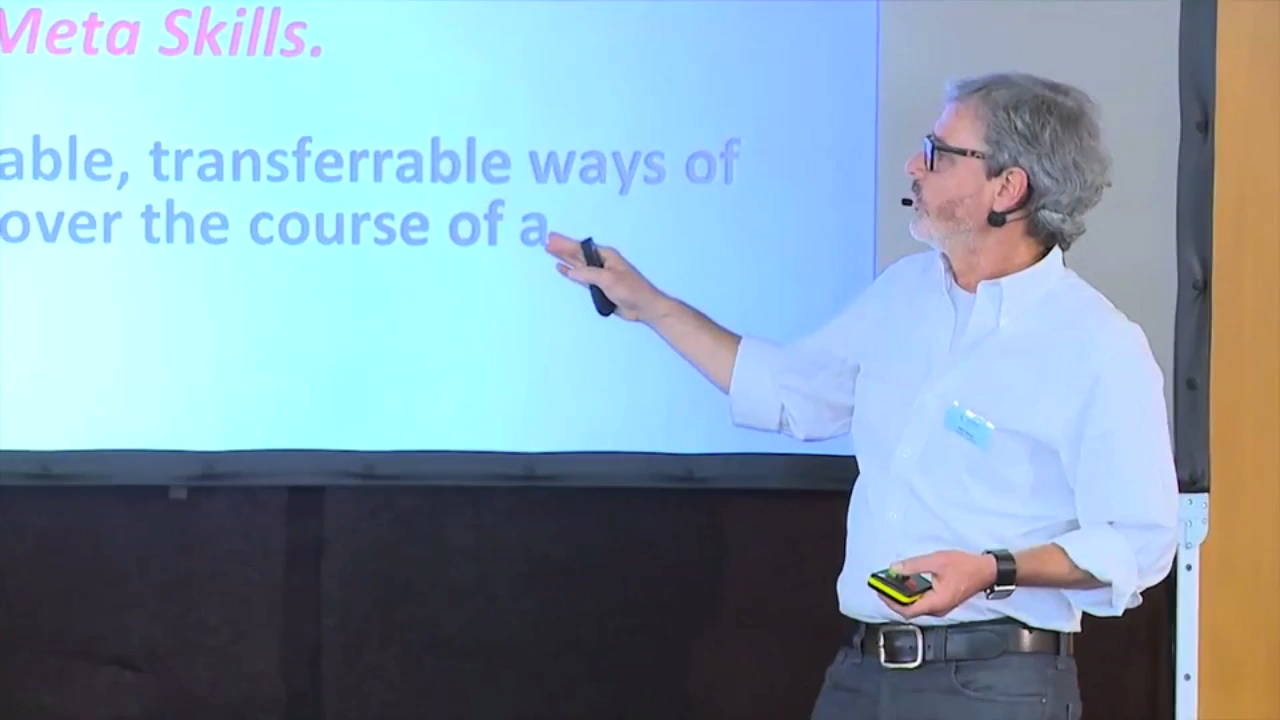 Meta Skills.
able, transferrable ways of
over the course of a